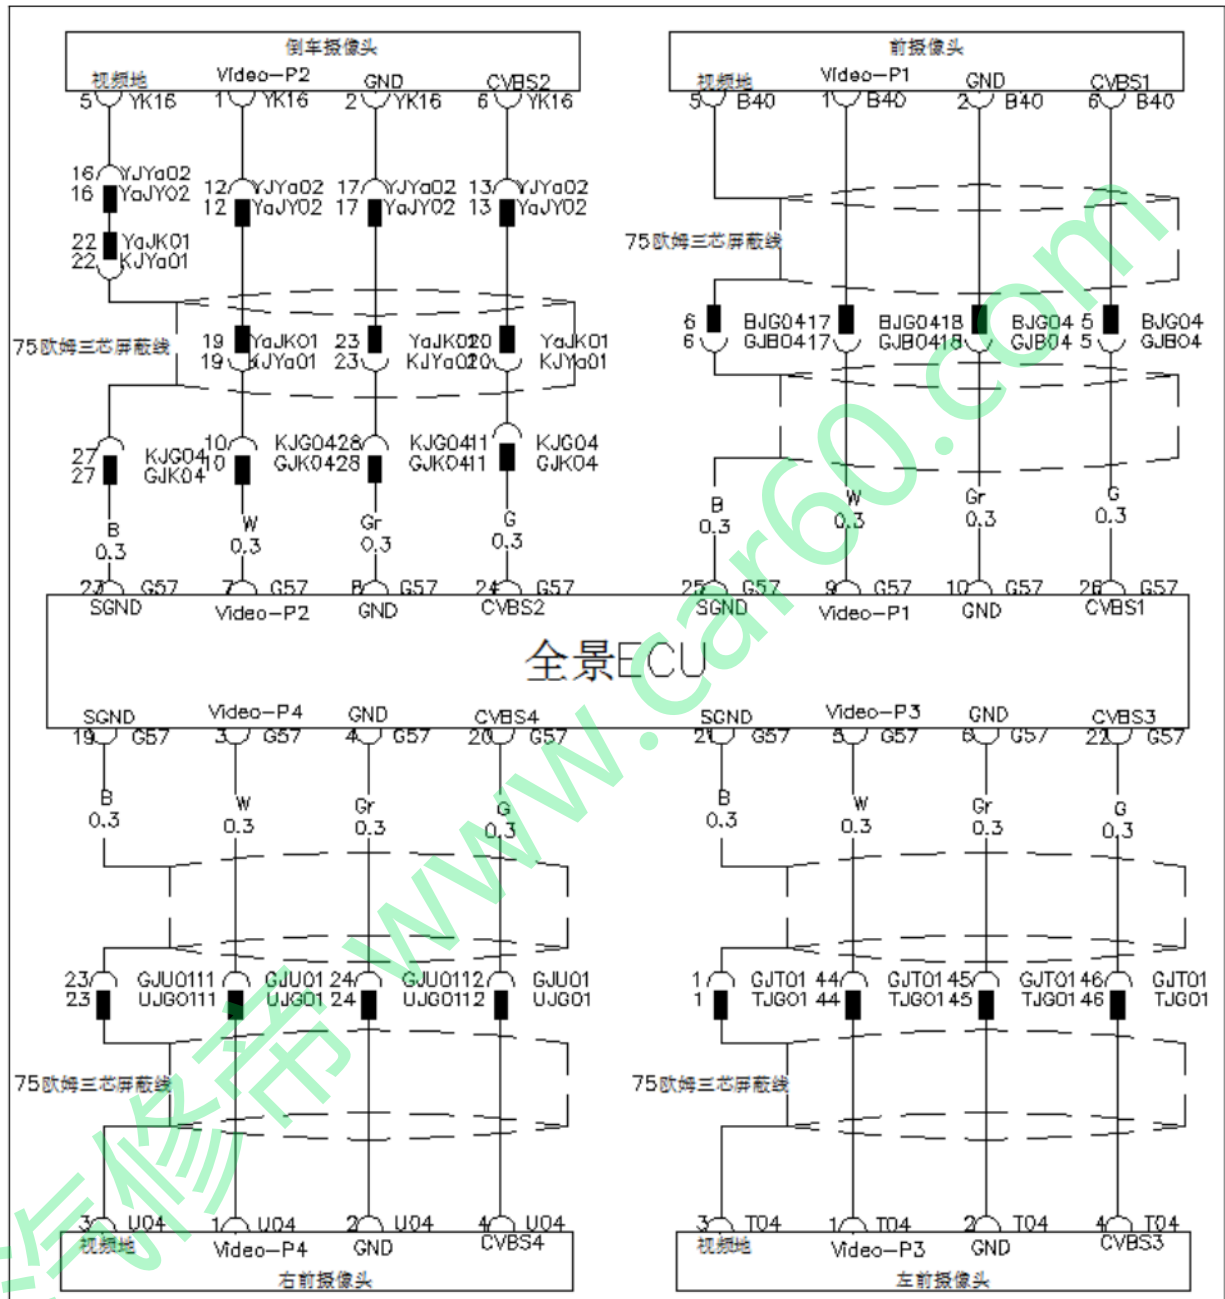 倒车摄像头 前摄像头
视频地 Video-P2 GND CVBS2 视频地 Video-P1 GND CVBS1
5 YK16 1 YK16 2 YK16 6 YK16 5 B40 1 B40 2 B40 6 B40
16 YJYa02 12 YJYa02 17 YJYa02 13 YJYa02
16 YaJY02 12 YaJY02 17 YaJY02 13 YaJY02
22 YaJK01 75欧姆三芯屏蔽线
22 KJYa01
6 BJG0417 BJG0418 BJG04 5 BJG04
6 GJB0417 GJB0418 GJB04 5 GJB04
75欧姆三芯屏蔽线 19 YaJK01 23 YaJK0120 YaJK01
19 KJYa01 23 KJYa0120 KJYa01
27 KJG04 10 KJG0428 KJG0411 KJG04
27 GJK04 10 GJK0428 GJK0411 GJK04
B W Gr G B W Gr G
0.3 0.3 0.3 0.3 0.3 0.3 0.3 0.3
23 G57 7 G57 8 G57 24 G57 25 G57 9 G57 10 G57 26 G57
SGND Video-P2 GND CVBS2 SGND Video-P1 GND CVBS1
全景ECU
SGND Video-P4 GND CVBS4 SGND Video-P3 GND CVBS3
19 G57 3 G57 4 G57 20 G57 21 G57 5 G57 6 G57 22 G57
B W Gr G B W Gr G
0.3 0.3 0.3 0.3 0.3 0.3 0.3 0.3
23 GJU0111 GJU01 24 GJU0112 GJU01 1 GJT01 44 GJT01 45 GJT01 46 GJT01
23 UJG0111 UJG01 24 UJG0112 UJG01 1 TJG01 44 TJG01 45 TJG01 46 TJG01
75欧姆三芯屏蔽线 75欧姆三芯屏蔽线
3 U04 1 U04 2 U04 4 U04 3 T04 1 T04 2 T04 4 T04
视频地 Video-P4 GND CVBS4 视频地 Video-P3 GND CVBS3
右前摄像头 左前摄像头
汽修帝 www.car60.com